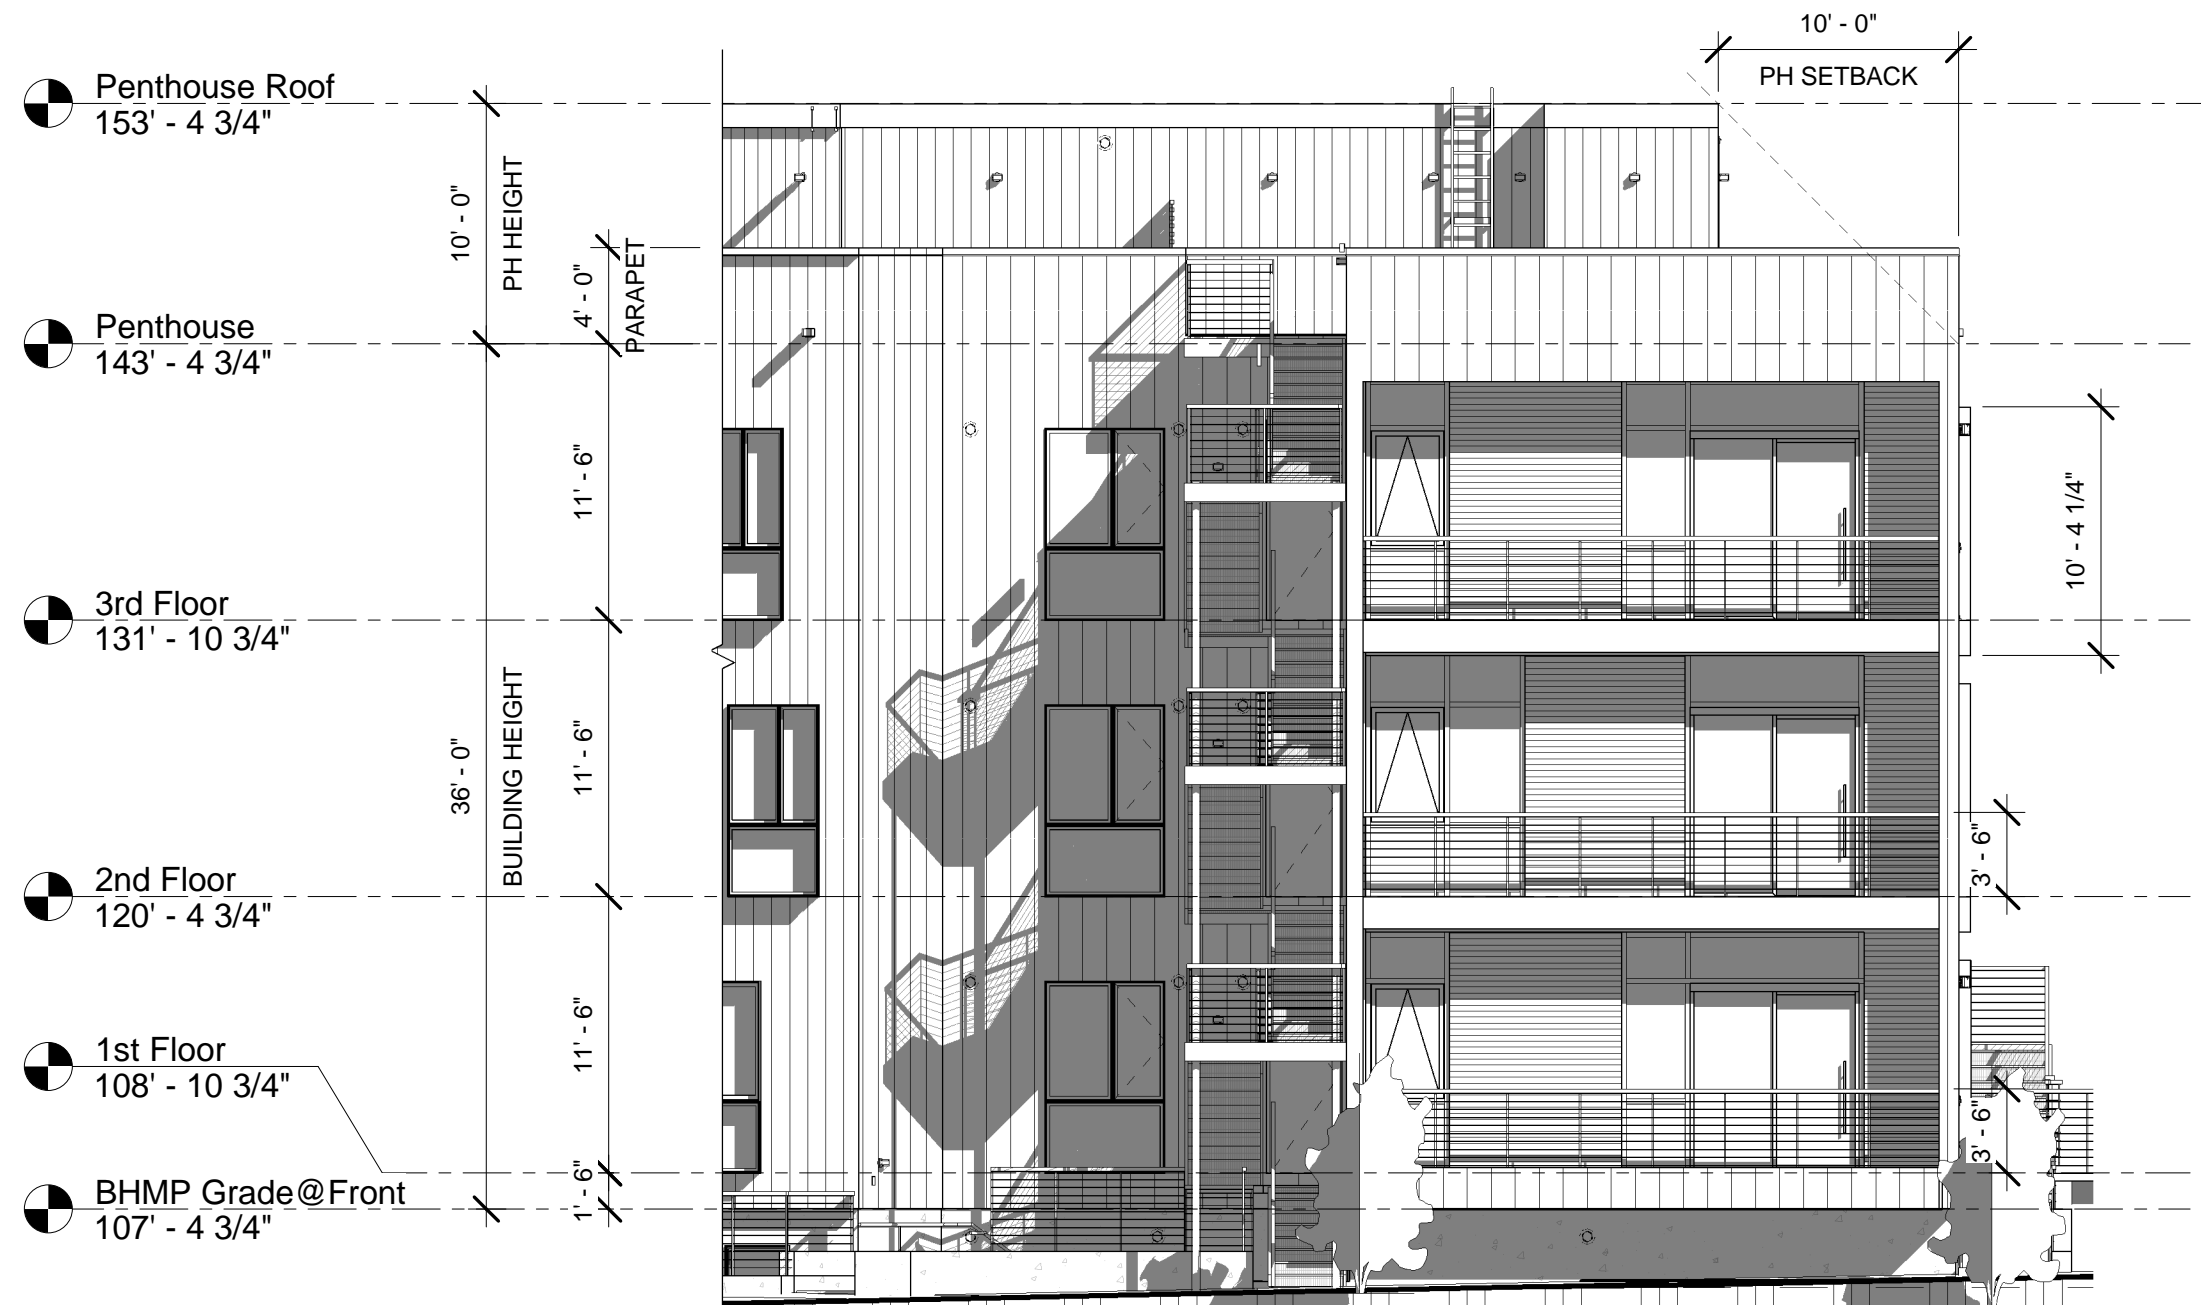 10' - 0"
PH SETBACK
Penthouse Roof
153' - 4 3/4"
10' - 0"
PH HEIGHT
4' - 0"
PARAPET
Penthouse
143' - 4 3/4"
11' - 6"
10' - 4 1/4"
3rd Floor
131' - 10 3/4"
36' - 0"
BUILDING HEIGHT
11' - 6"
3' - 6"
2nd Floor
120' - 4 3/4"
11' - 6"
1st Floor
108' - 10 3/4"
3' - 6"
1' - 6"
BHMP Grade@Front
107' - 4 3/4"